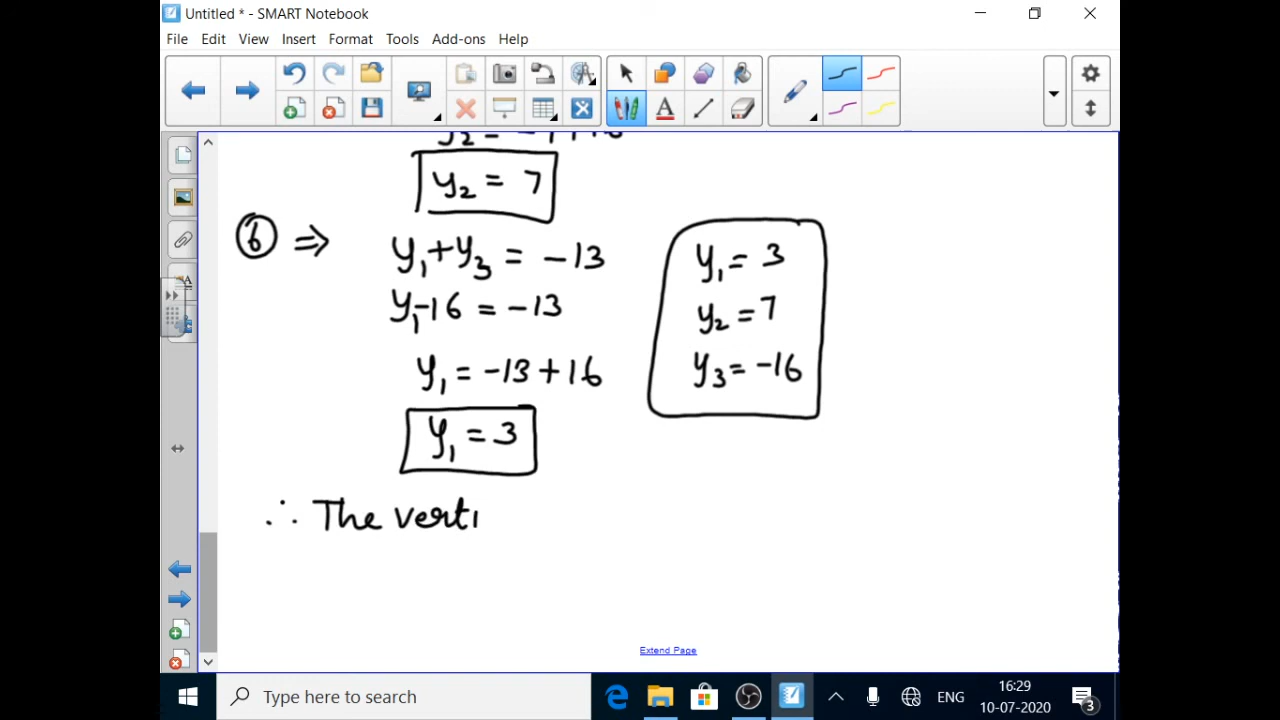 Untitled * - SMART Notebook
File Edit View Insert Format Tools Add-ons Help
y₂ = 7
⑥ ⇒ y₁+y₃ = -13
y₁-16 = -13
y₁ = -13+16
y₁ = 3
y₁= 3
y₂ =7
y₃= -16
∴ The verti
Extend Page
Type here to search
ENG
16:29
10-07-2020
3